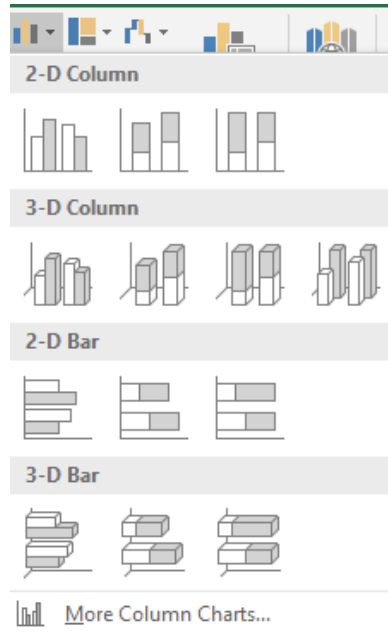 2-D Column
3-D Column
2-D Bar
3-D Bar
More Column Charts...